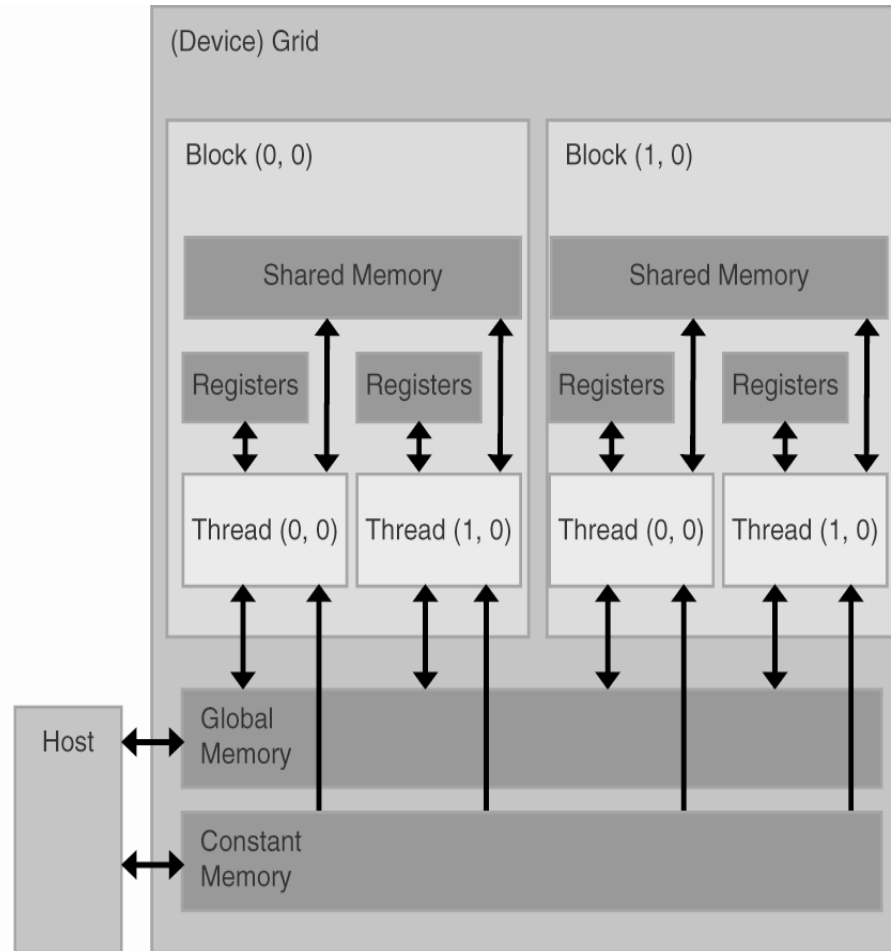 (Device) Grid
Block (0, 0)
Block (1, 0)
Shared Memory
Shared Memory
Registers
Registers
Registers
Registers
Thread (0, 0)
Thread (1, 0)
Thread (0, 0)
Thread (1, 0)
Host
Global
Memory
Constant
Memory